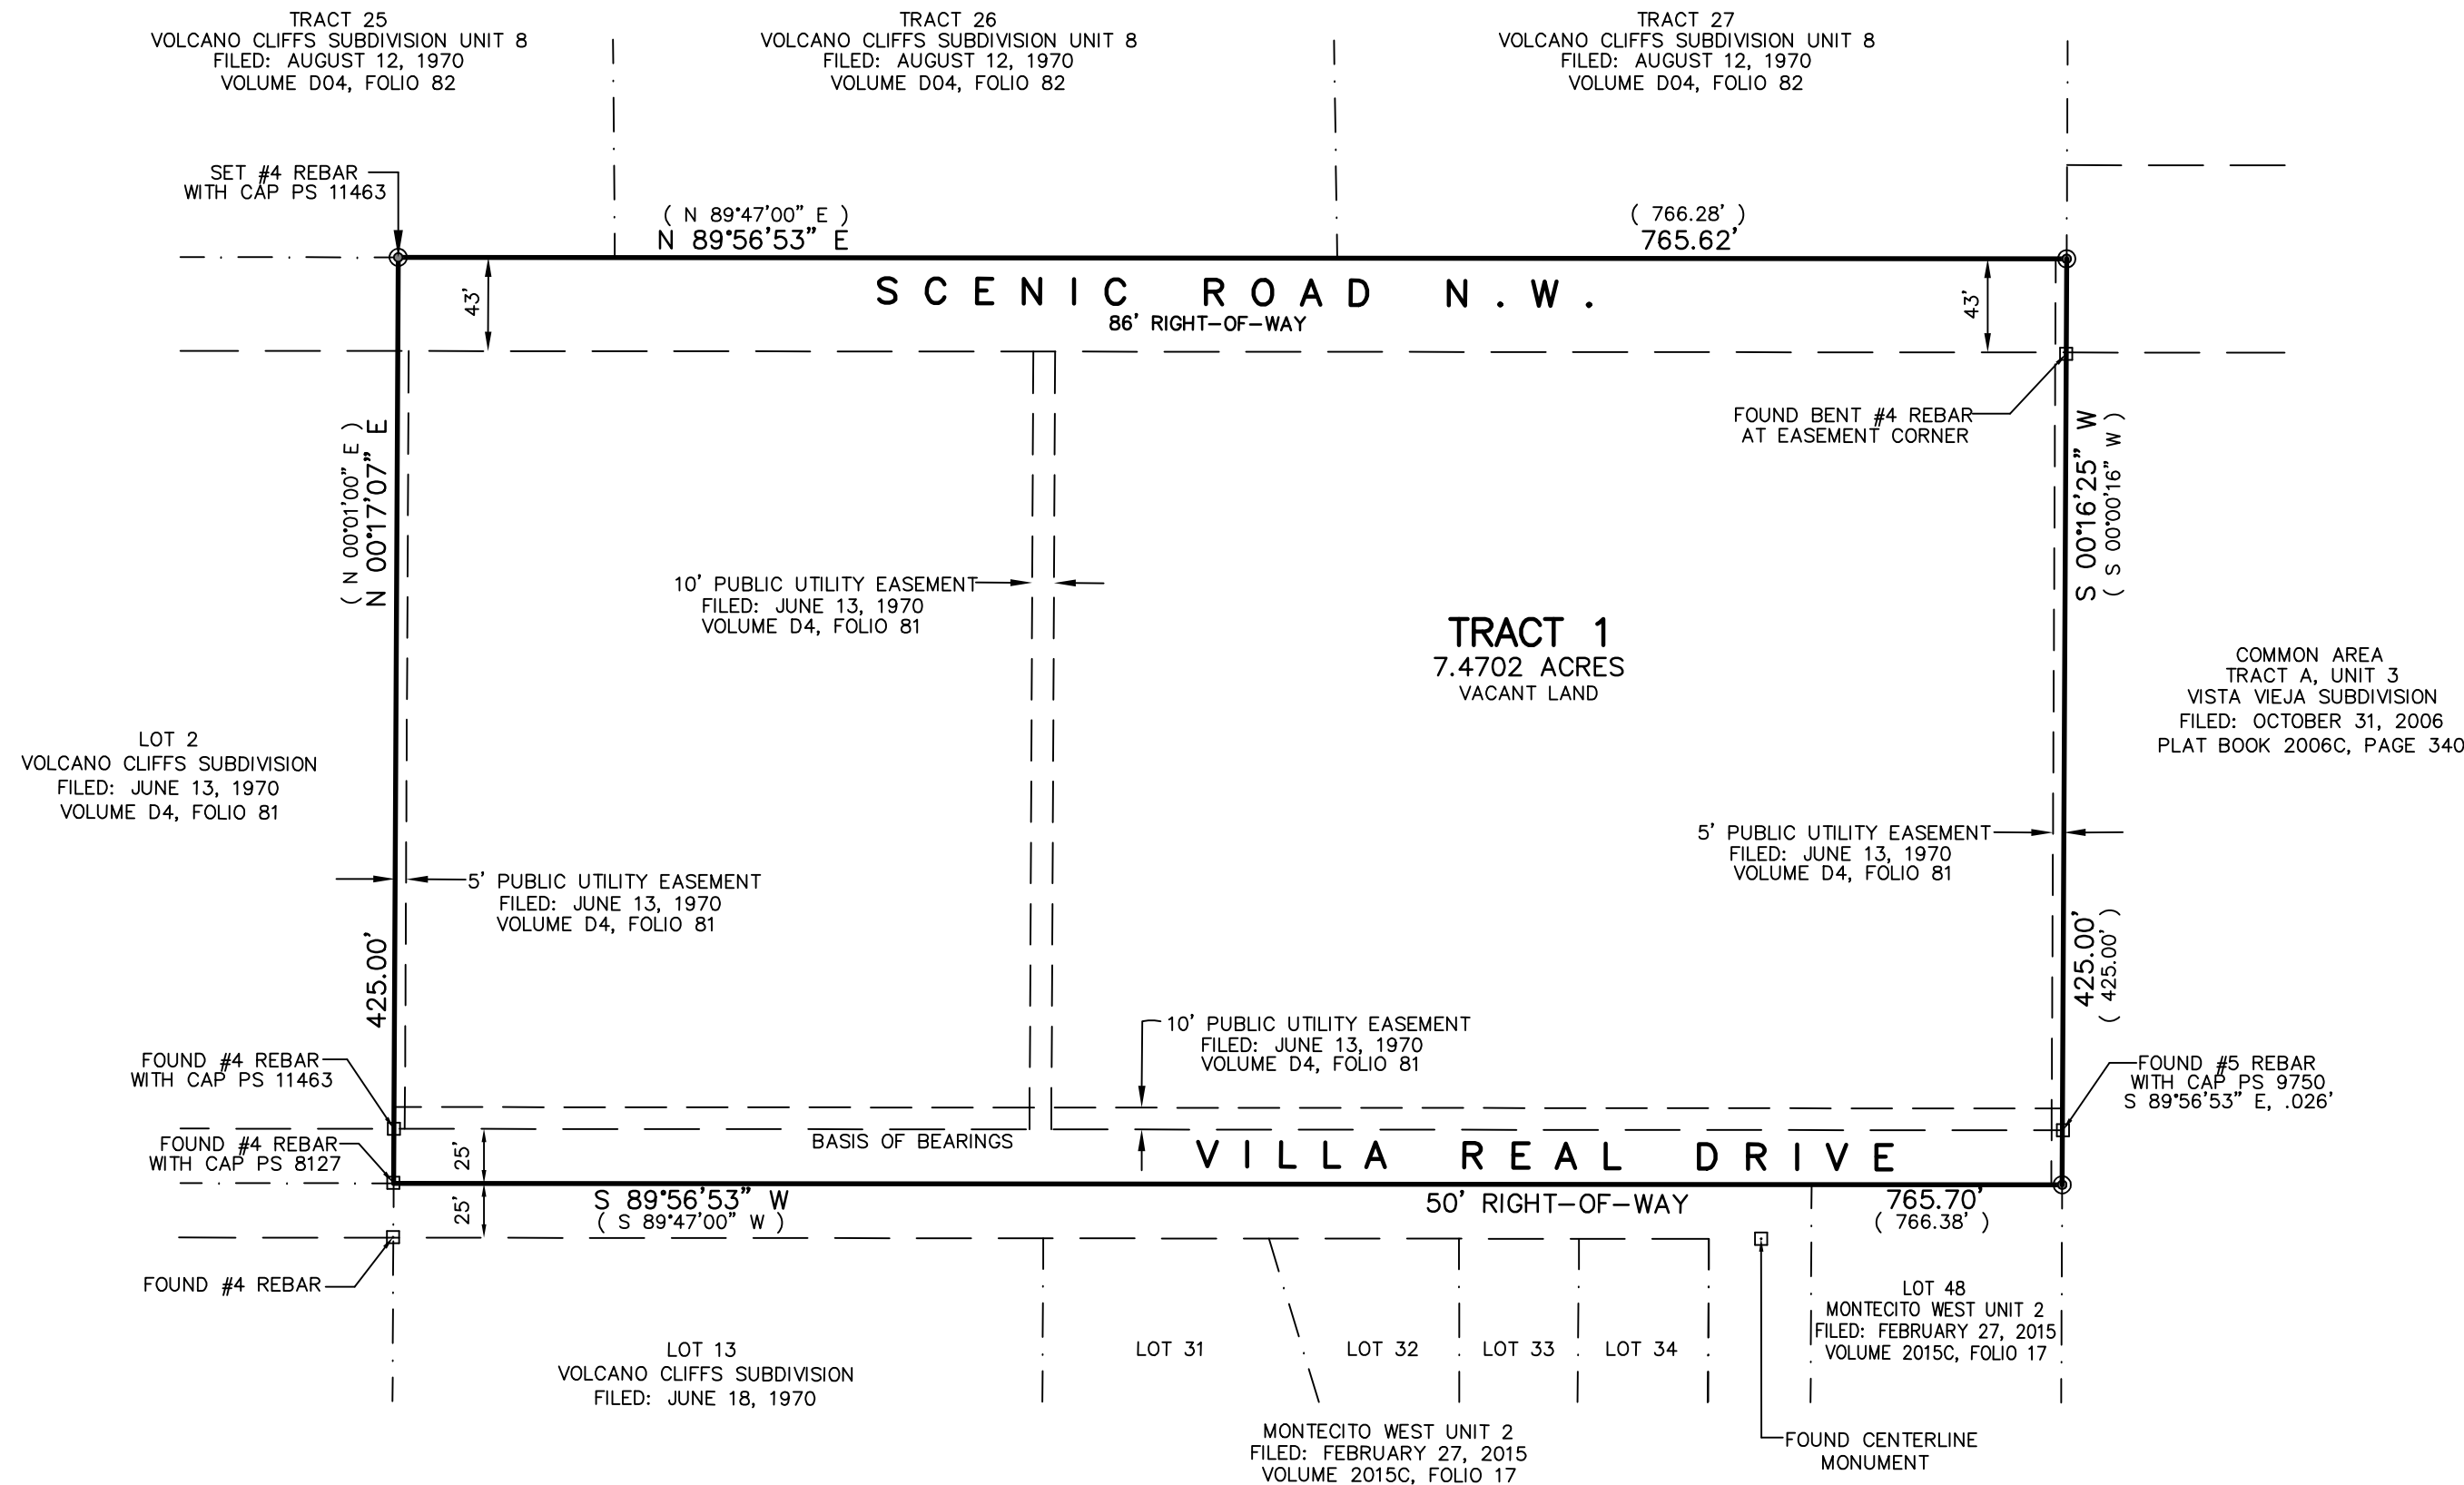 TRACT 25
VOLCANO CLIFFS SUBDIVISION UNIT 8
FILED: AUGUST 12, 1970
VOLUME D04, FOLIO 82
TRACT 26
VOLCANO CLIFFS SUBDIVISION UNIT 8
FILED: AUGUST 12, 1970
VOLUME D04, FOLIO 82
TRACT 27
VOLCANO CLIFFS SUBDIVISION UNIT 8
FILED: AUGUST 12, 1970
VOLUME D04, FOLIO 82
SET #4 REBAR
WITH CAP PS 11463
( N 89°47'00" E )
N 89°56'53" E
( 766.28' )
765.62'
SCENIC ROAD N.W.
86' RIGHT-OF-WAY
43'
43'
FOUND BENT #4 REBAR
AT EASEMENT CORNER
( N 00°01'00" E )
N 00°17'07" E
S 00°16'25" W
( S 00°00'16" W )
10' PUBLIC UTILITY EASEMENT
FILED: JUNE 13, 1970
VOLUME D4, FOLIO 81
TRACT 1
7.4702 ACRES
VACANT LAND
COMMON AREA
TRACT A, UNIT 3
VISTA VIEJA SUBDIVISION
FILED: OCTOBER 31, 2006
PLAT BOOK 2006C, PAGE 340
LOT 2
VOLCANO CLIFFS SUBDIVISION
FILED: JUNE 13, 1970
VOLUME D4, FOLIO 81
5' PUBLIC UTILITY EASEMENT
FILED: JUNE 13, 1970
VOLUME D4, FOLIO 81
5' PUBLIC UTILITY EASEMENT
FILED: JUNE 13, 1970
VOLUME D4, FOLIO 81
425.00'
425.00'
( 425.00' )
10' PUBLIC UTILITY EASEMENT
FILED: JUNE 13, 1970
VOLUME D4, FOLIO 81
FOUND #4 REBAR
WITH CAP PS 11463
FOUND #5 REBAR
WITH CAP PS 9750
S 89°56'53" E, .026'
FOUND #4 REBAR
WITH CAP PS 8127
25'
BASIS OF BEARINGS
VILLA REAL DRIVE
25'
S 89°56'53" W
( S 89°47'00" W )
50' RIGHT-OF-WAY
765.70'
( 766.38' )
FOUND #4 REBAR
LOT 48
MONTECITO WEST UNIT 2
FILED: FEBRUARY 27, 2015
VOLUME 2015C, FOLIO 17
LOT 13
VOLCANO CLIFFS SUBDIVISION
FILED: JUNE 18, 1970
LOT 31
LOT 32
LOT 33
LOT 34
MONTECITO WEST UNIT 2
FILED: FEBRUARY 27, 2015
VOLUME 2015C, FOLIO 17
FOUND CENTERLINE
MONUMENT